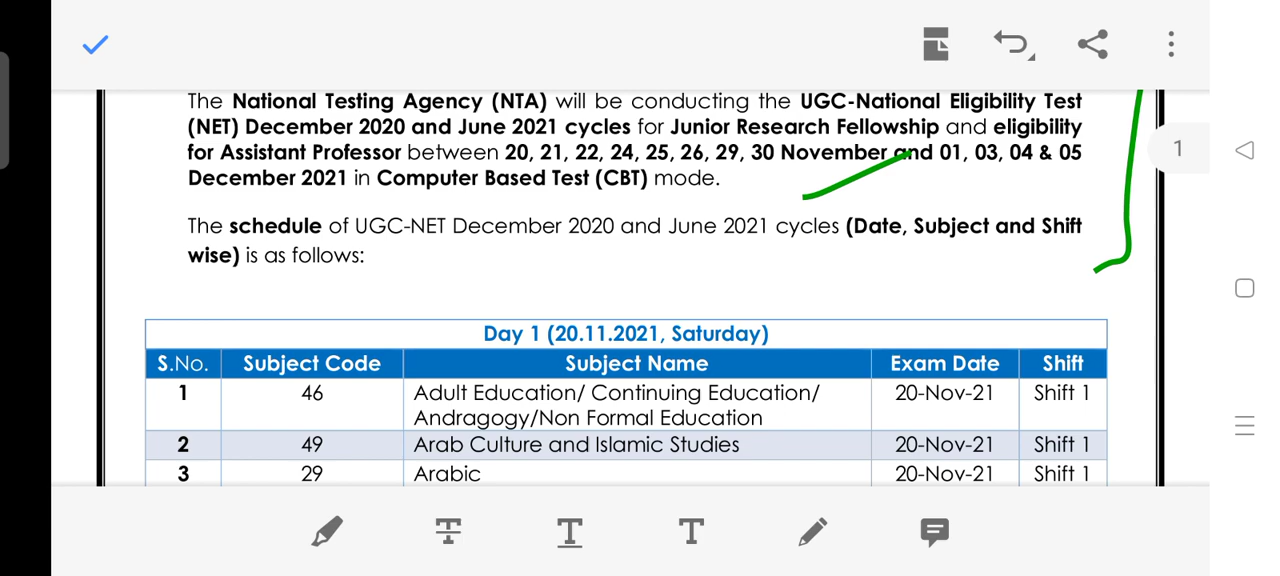 The National Testing Agency (NTA) will be conducting the UGC-National Eligibility Test
(NET) December 2020 and June 2021 cycles for Junior Research Fellowship and eligibility
for Assistant Professor between 20, 21, 22, 24, 25, 26, 29, 30 November and 01, 03, 04 & 05
December 2021 in Computer Based Test (CBT) mode.
1
The schedule of UGC-NET December 2020 and June 2021 cycles (Date, Subject and Shift
wise) is as follows:
Day 1 (20.11.2021, Saturday)
S.No. Subject Code Subject Name Exam Date Shift
1 46 Adult Education/ Continuing Education/ 20-Nov-21 Shift 1
Andragogy/Non Formal Education
2 49 Arab Culture and Islamic Studies 20-Nov-21 Shift 1
3 29 Arabic 20-Nov-21 Shift 1